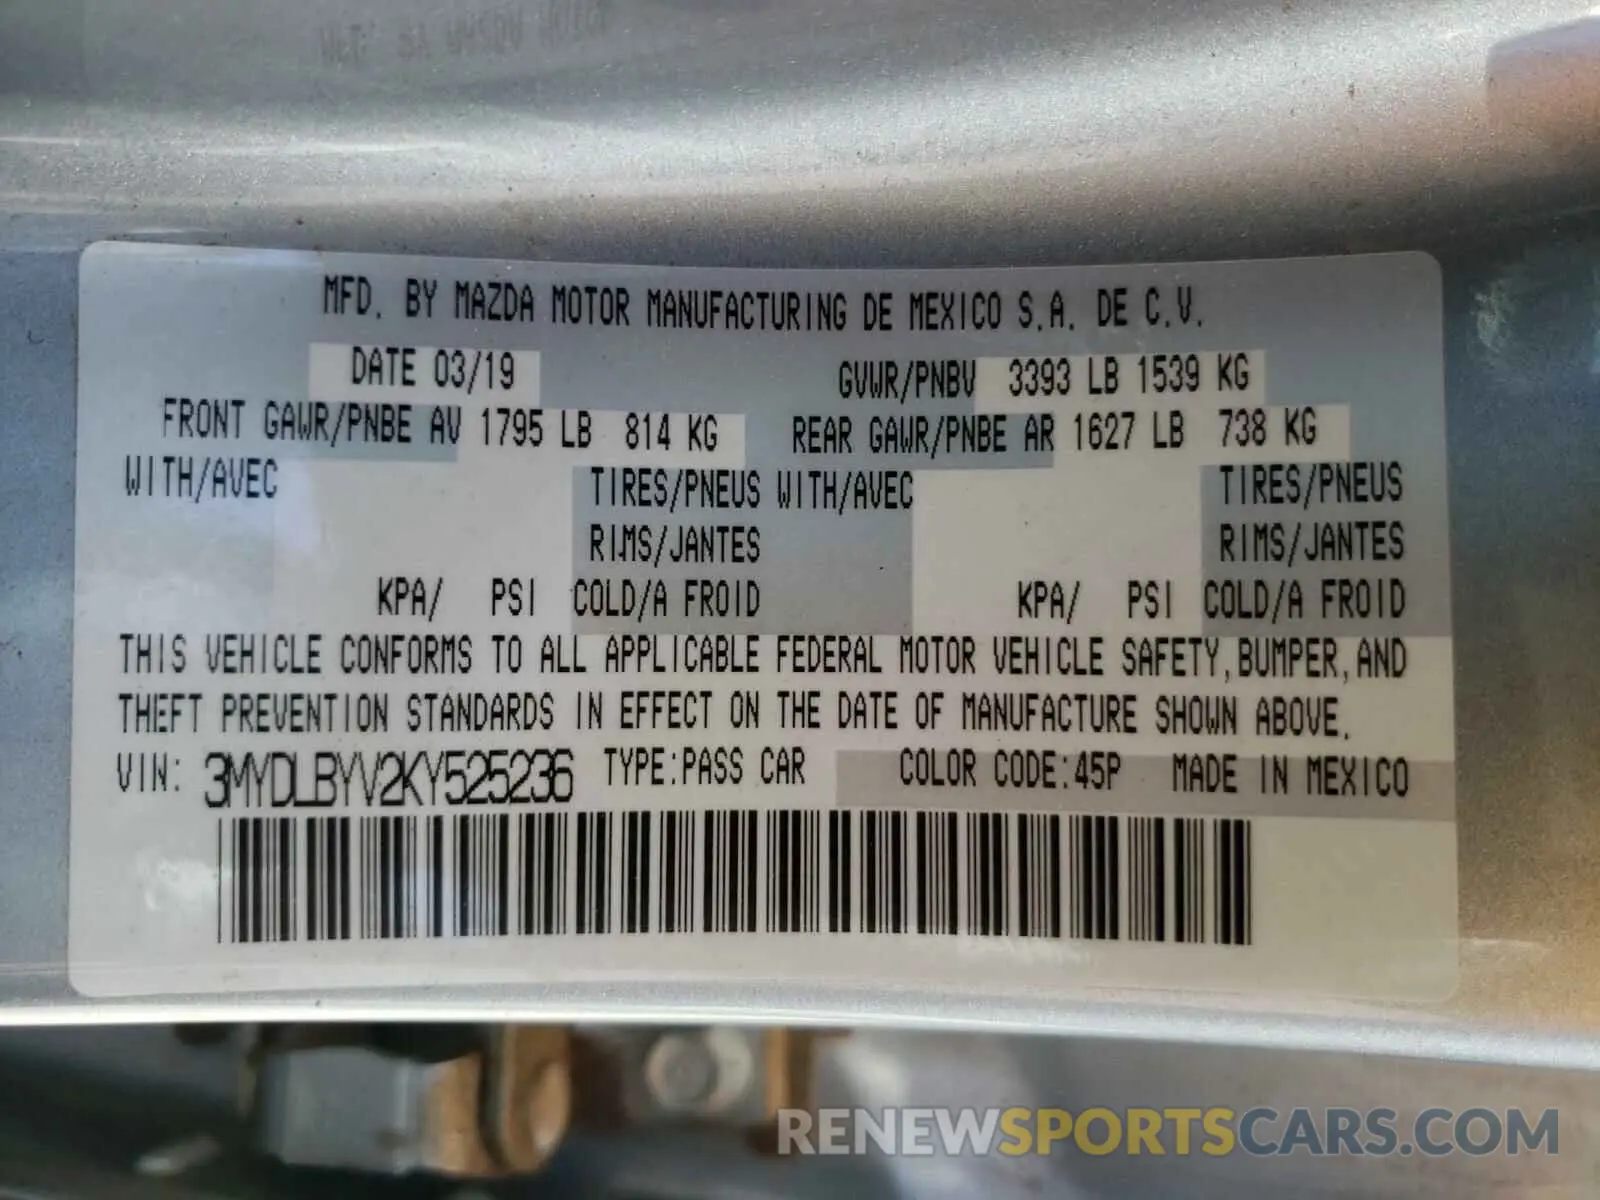 MFD. BY MAZDA MOTOR MANUFACTURING DE MEXICO S.A. DE C.V.
DATE 03/19 GVWR/PNBV 3393 LB 1539 KG
FRONT GAWR/PNBE AV 1795 LB 814 KG REAR GAWR/PNBE AR 1627 LB 738 KG
WITH/AVEC TIRES/PNEUS WITH/AVEC TIRES/PNEUS
RIMS/JANTES RIMS/JANTES
KPA/ PSI COLD/A FROID KPA/ PSI COLD/A FROID
THIS VEHICLE CONFORMS TO ALL APPLICABLE FEDERAL MOTOR VEHICLE SAFETY, BUMPER, AND
THEFT PREVENTION STANDARDS IN EFFECT ON THE DATE OF MANUFACTURE SHOWN ABOVE.
VIN: 3MYDLBYV2KY525236 TYPE:PASS CAR COLOR CODE:45P MADE IN MEXICO
RENEWSPORTSCARS.COM